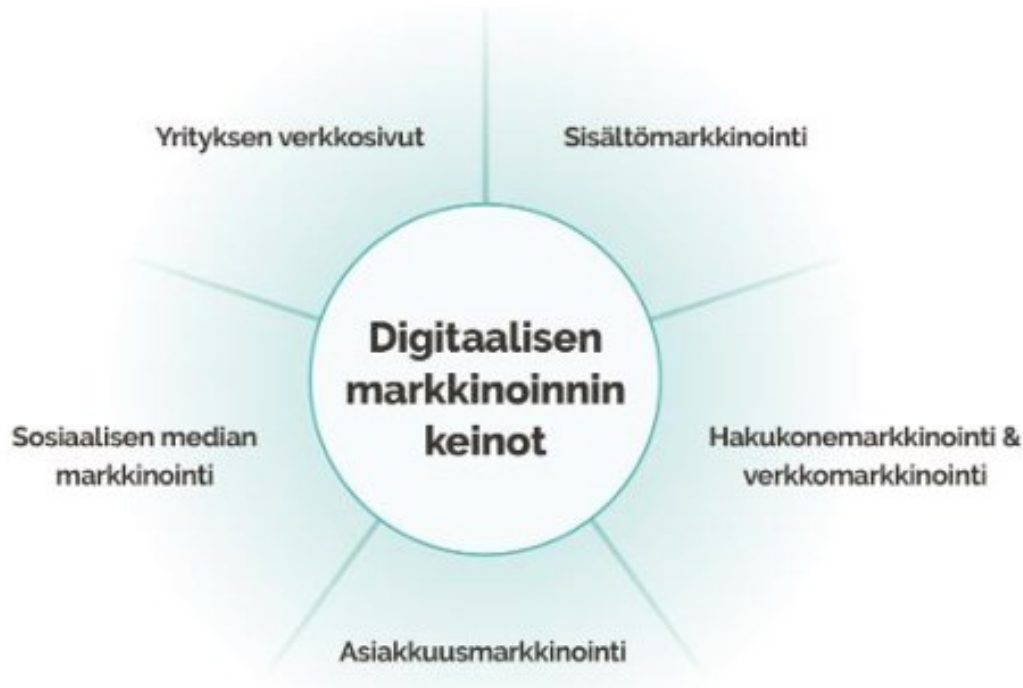 Yrityksen verkkosivut
Sisältömarkkinointi
Digitaalisen
markkinoinnin
keinot
Sosiaalisen median
markkinointi
Hakukonemarkkinointi &
verkkomarkkinointi
Asiakkuusmarkkinointi